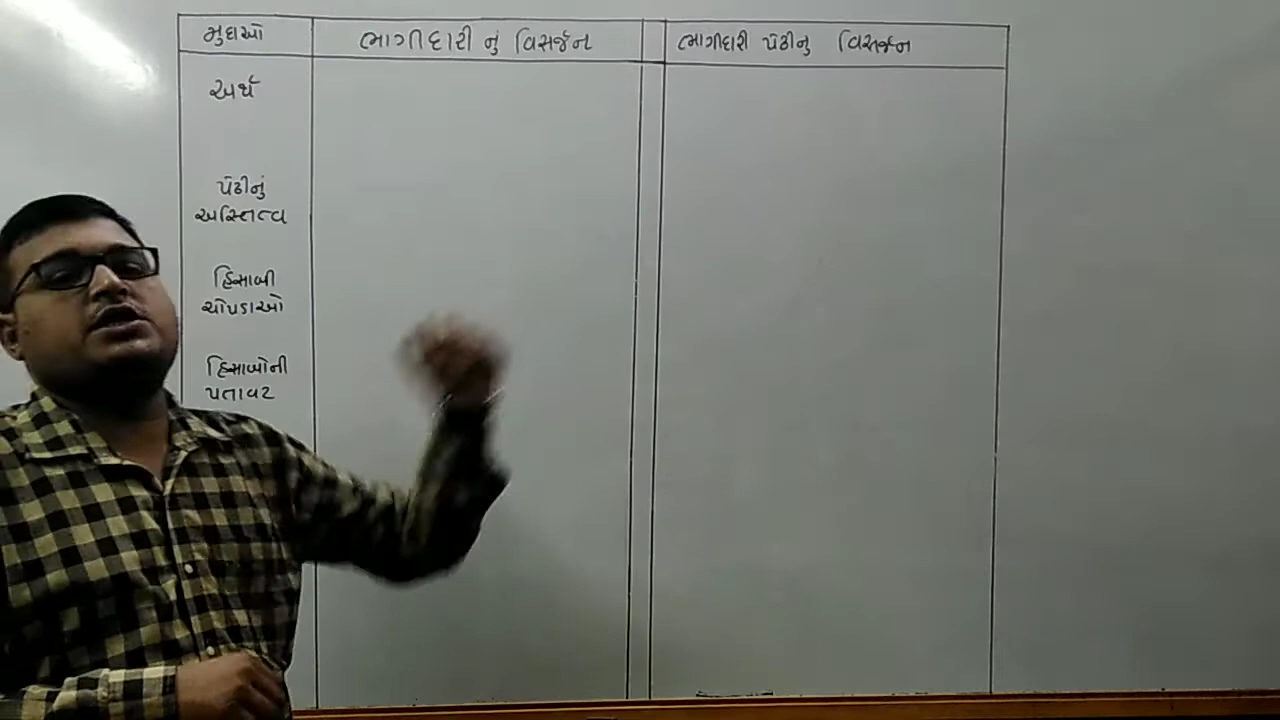 મુદ્દાઓ ભાગીદારી નું વિસર્જન ભાગીદારી પેઢીનું વિસર્જન
અર્થ
પેઢીનું
અસ્તિત્વ
હિસાબી
ચોપડાઓ
હિસાબોની
પતાવટ